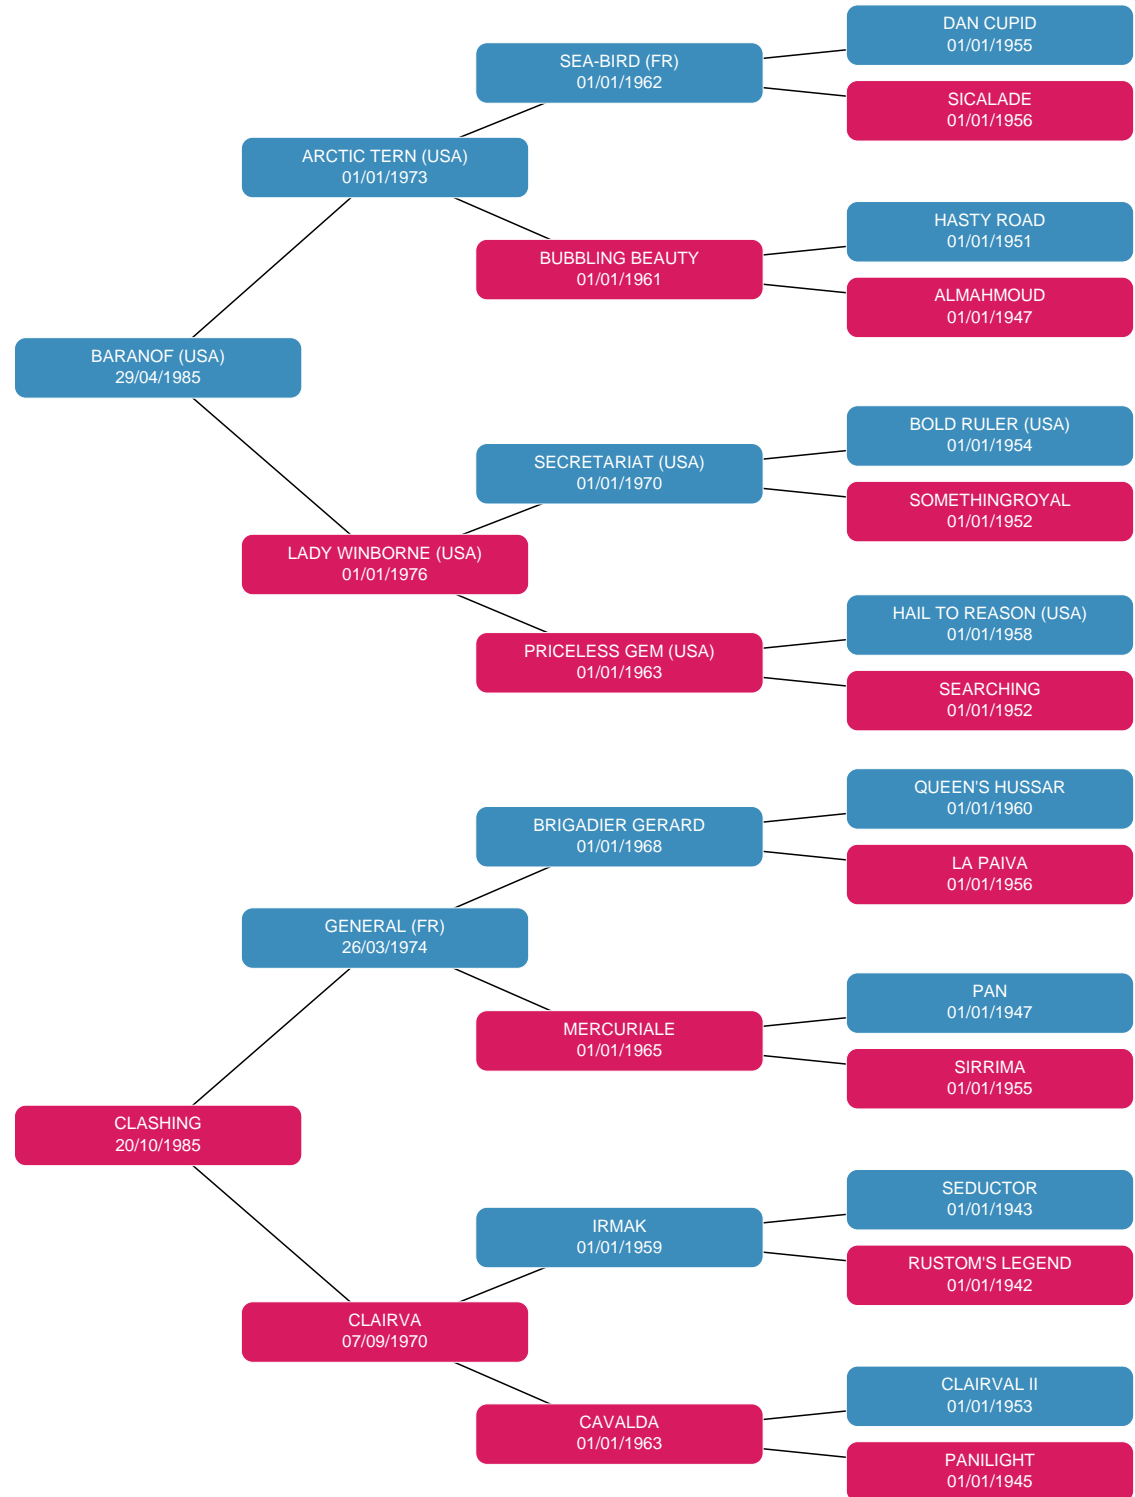 DAN CUPID
01/01/1955
SEA-BIRD (FR)
01/01/1962
SICALADE
01/01/1956
ARCTIC TERN (USA)
01/01/1973
HASTY ROAD
01/01/1951
BUBBLING BEAUTY
01/01/1961
ALMAHMOUD
01/01/1947
BARANOF (USA)
29/04/1985
BOLD RULER (USA)
01/01/1954
SECRETARIAT (USA)
01/01/1970
SOMETHINGROYAL
01/01/1952
LADY WINBORNE (USA)
01/01/1976
HAIL TO REASON (USA)
01/01/1958
PRICELESS GEM (USA)
01/01/1963
SEARCHING
01/01/1952
QUEEN'S HUSSAR
01/01/1960
BRIGADIER GERARD
01/01/1968
LA PAIVA
01/01/1956
GENERAL (FR)
26/03/1974
PAN
01/01/1947
MERCURIALE
01/01/1965
SIRRIMA
01/01/1955
CLASHING
20/10/1985
SEDUCTOR
01/01/1943
IRMAK
01/01/1959
RUSTOM'S LEGEND
01/01/1942
CLAIRVA
07/09/1970
CLAIRVAL II
01/01/1953
CAVALDA
01/01/1963
PANILIGHT
01/01/1945